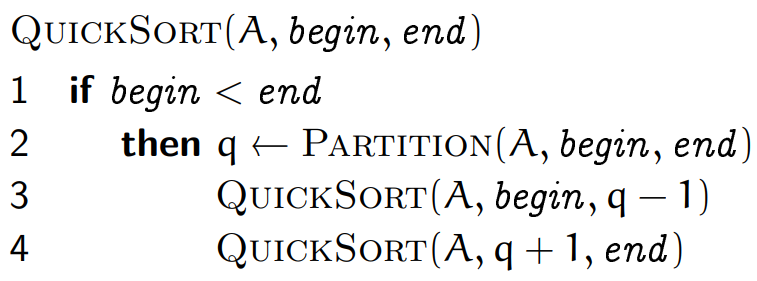 QUICKSORT(A, begin, end)
1 if begin < end
2 then q ← PARTITION(A, begin, end)
3 QUICKSORT(A, begin, q − 1)
4 QUICKSORT(A, q + 1, end)